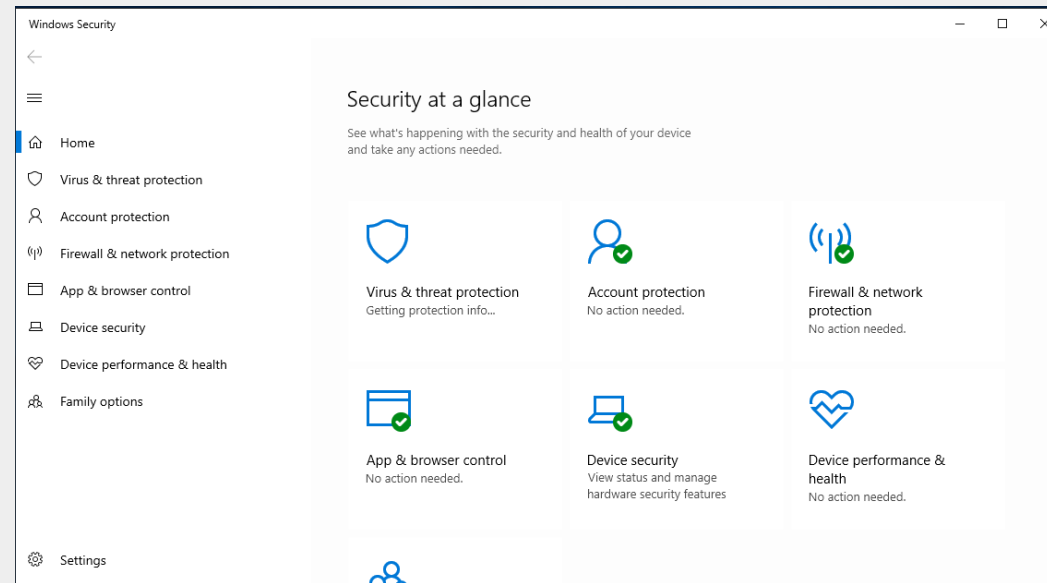 Windows Security
Home
Virus & threat protection
Account protection
Firewall & network protection
App & browser control
Device security
Device performance & health
Family options
Settings
Security at a glance
See what's happening with the security and health of your device
and take any actions needed.
Virus & threat protection
Getting protection info...
Account protection
No action needed.
Firewall & network
protection
No action needed.
App & browser control
No action needed.
Device security
View status and manage
hardware security features
Device performance &
health
No action needed.